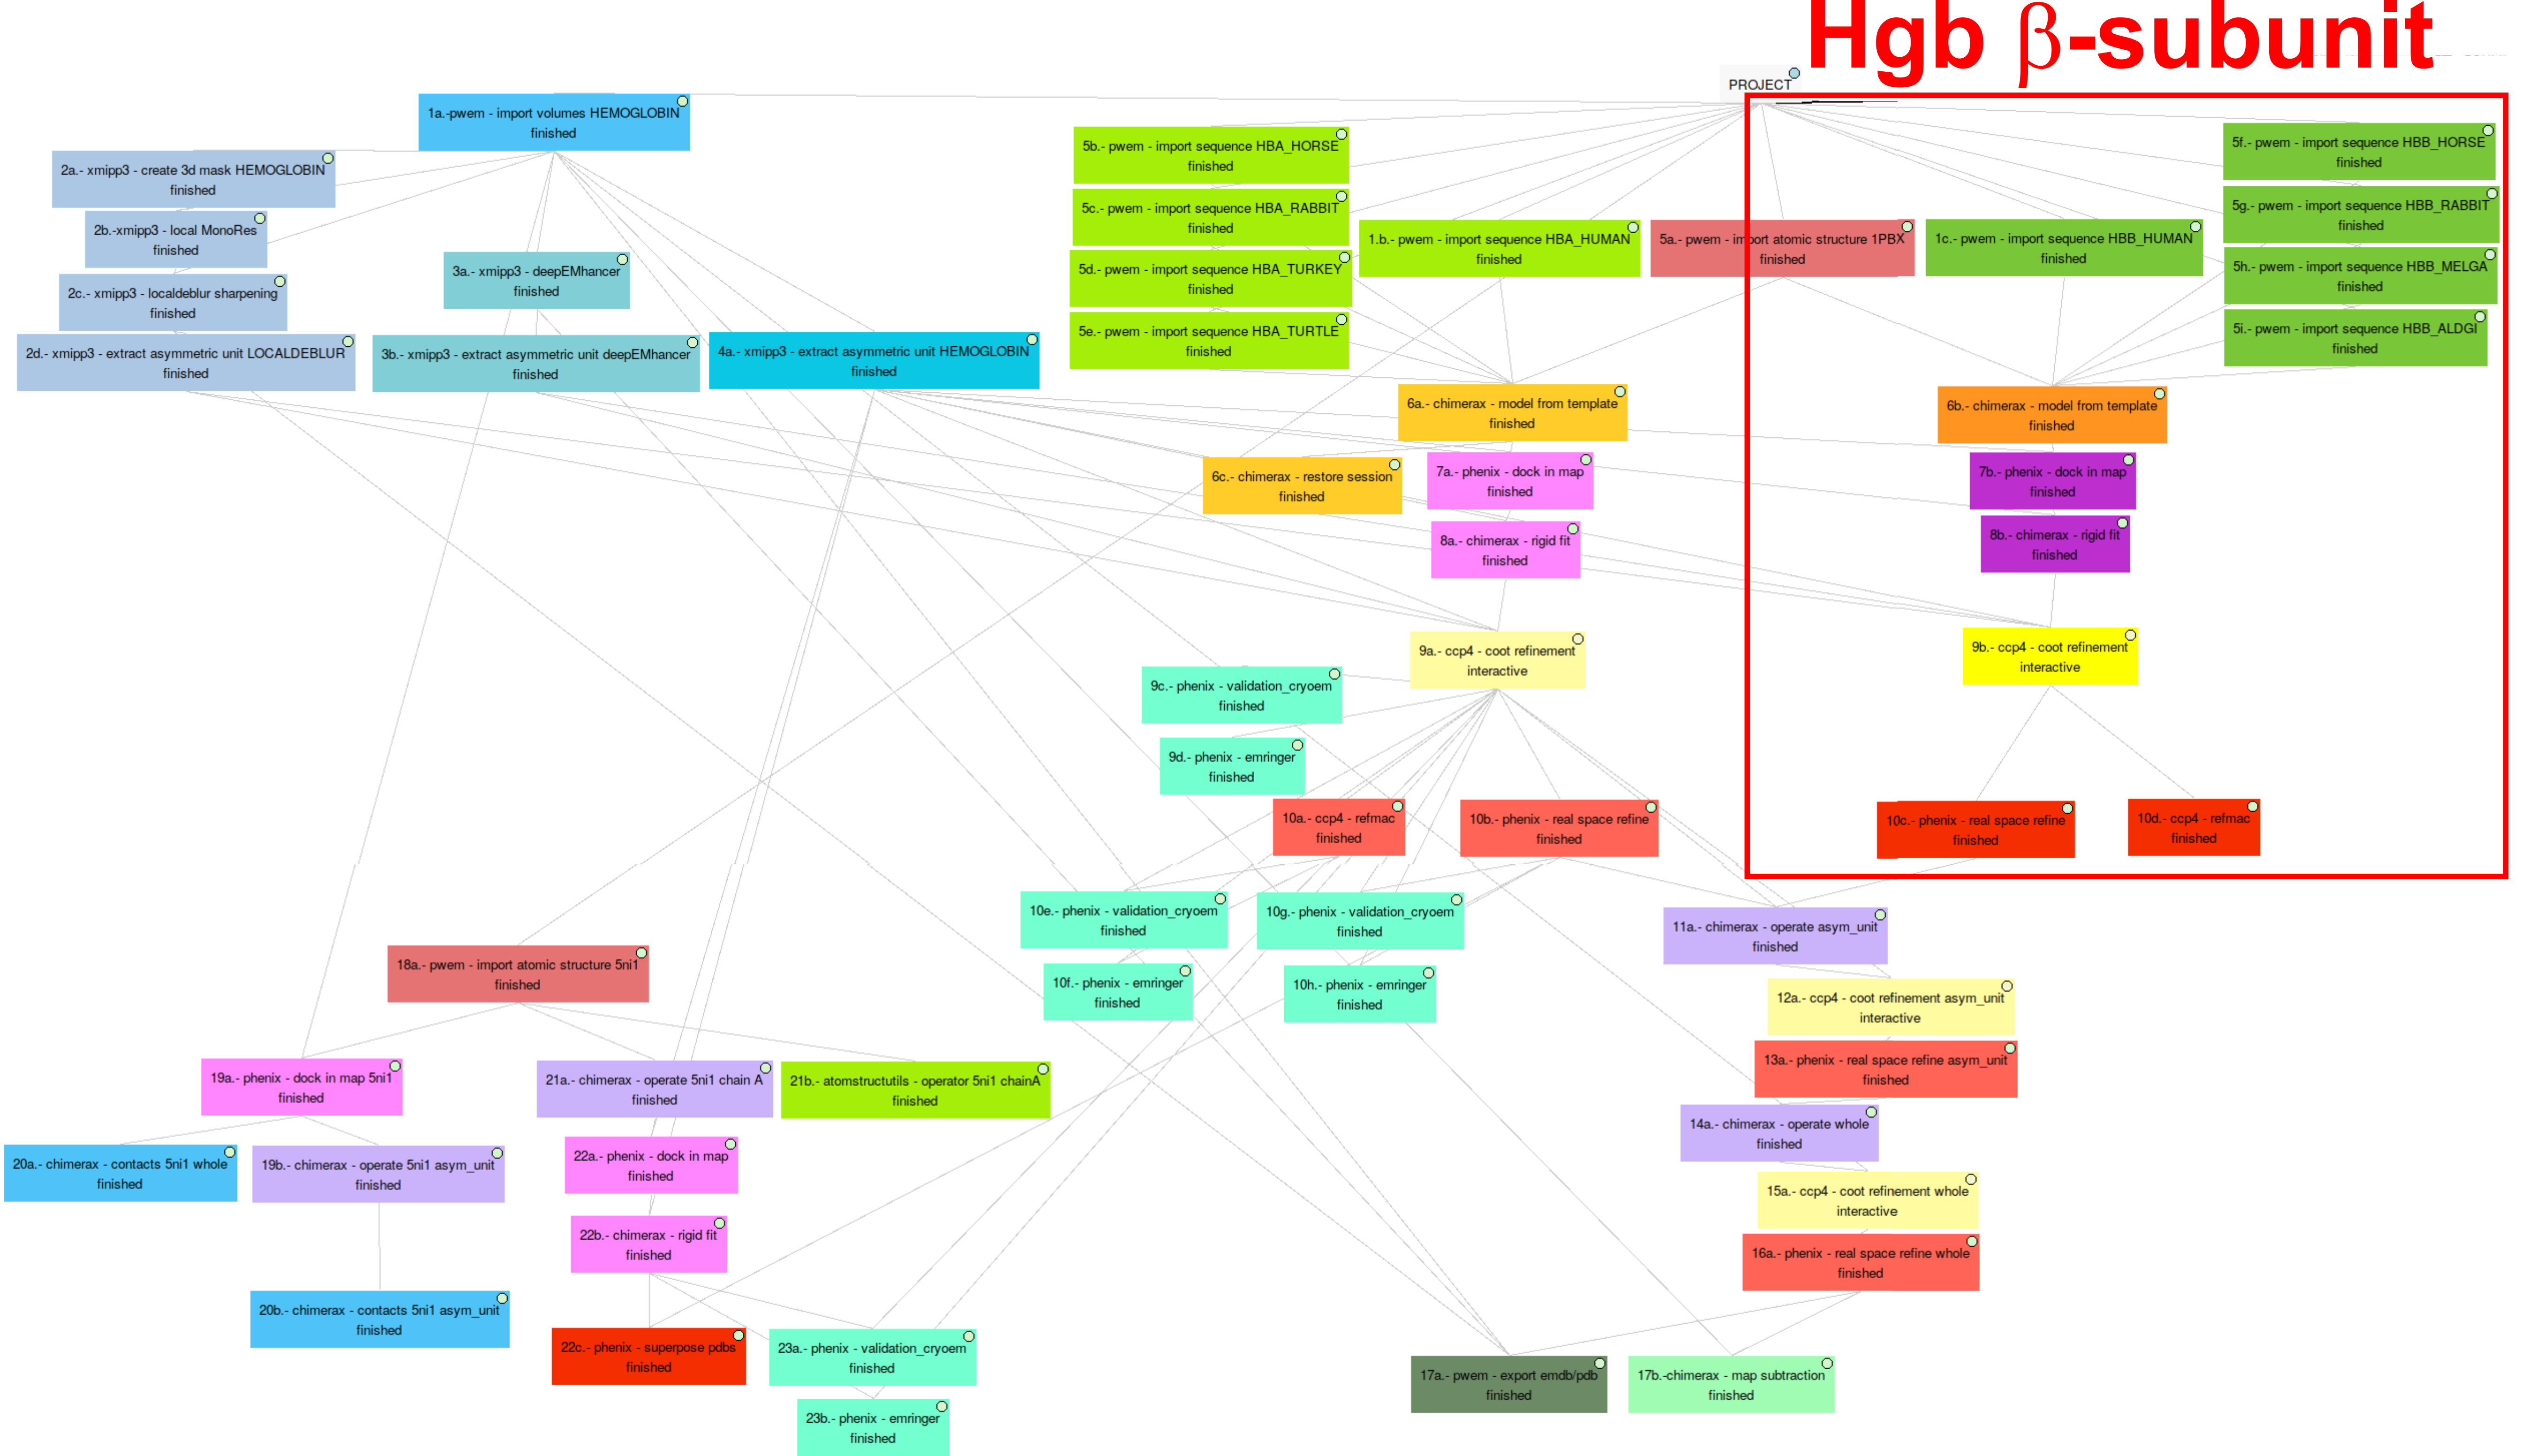 Hgb β-subunit
PROJECT
1a.-pwem - import volumes HEMOGLOBIN
finished
5b.- pwem - import sequence HBA_HORSE
finished
5f.- pwem - import sequence HBB_HORSE
finished
2a.- xmipp3 - create 3d mask HEMOGLOBIN
finished
5c.- pwem - import sequence HBA_RABBIT
finished
5g.- pwem - import sequence HBB_RABBIT
finished
2b.-xmipp3 - local MonoRes
finished
1.b.- pwem - import sequence HBA_HUMAN
finished
5a.- pwem - import atomic structure 1PBX
finished
1c.- pwem - import sequence HBB_HUMAN
finished
3a.- xmipp3 - deepEMhancer
finished
5d.- pwem - import sequence HBA_TURKEY
finished
5h.- pwem - import sequence HBB_MELGA
finished
2c.- xmipp3 - localdeblur sharpening
finished
5e.- pwem - import sequence HBA_TURTLE
finished
5i.- pwem - import sequence HBB_ALDGI
finished
2d.- xmipp3 - extract asymmetric unit LOCALDEBLUR
finished
3b.- xmipp3 - extract asymmetric unit deepEMhancer
finished
4a.- xmipp3 - extract asymmetric unit HEMOGLOBIN
finished
6a.- chimerax - model from template
finished
6b.- chimerax - model from template
finished
6c.- chimerax - restore session
finished
7a.- phenix - dock in map
finished
7b.- phenix - dock in map
finished
8a.- chimerax - rigid fit
finished
8b.- chimerax - rigid fit
finished
9a.- ccp4 - coot refinement
interactive
9b.- ccp4 - coot refinement
interactive
9c.- phenix - validation_cryoem
finished
9d.- phenix - emringer
finished
10a.- ccp4 - refmac
finished
10b.- phenix - real space refine
finished
10c.- phenix - real space refine
finished
10d.- ccp4 - refmac
finished
10e.- phenix - validation_cryoem
finished
10g.- phenix - validation_cryoem
finished
11a.- chimerax - operate asym_unit
finished
18a.- pwem - import atomic structure 5ni1
finished
10f.- phenix - emringer
finished
10h.- phenix - emringer
finished
12a.- ccp4 - coot refinement asym_unit
interactive
13a.- phenix - real space refine asym_unit
finished
19a.- phenix - dock in map 5ni1
finished
21a.- chimerax - operate 5ni1 chain A
finished
21b.- atomstructutils - operator 5ni1 chainA
finished
14a.- chimerax - operate whole
finished
20a.- chimerax - contacts 5ni1 whole
finished
19b.- chimerax - operate 5ni1 asym_unit
finished
22a.- phenix - dock in map
finished
15a.- ccp4 - coot refinement whole
interactive
22b.- chimerax - rigid fit
finished
16a.- phenix - real space refine whole
finished
20b.- chimerax - contacts 5ni1 asym_unit
finished
22c.- phenix - superpose pdbs
finished
23a.- phenix - validation_cryoem
finished
17a.- pwem - export emdb/pdb
finished
17b.-chimerax - map subtraction
finished
23b.- phenix - emringer
finished